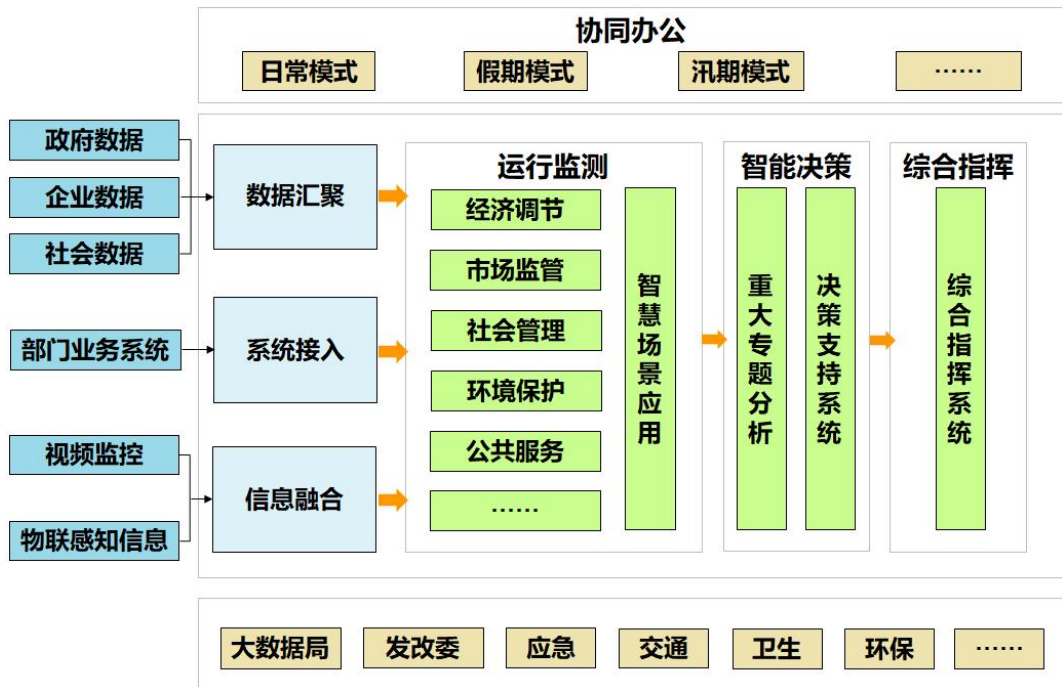 协同办公
日常模式
假期模式
汛期模式
······
政府数据
企业数据
社会数据
部门业务系统
视频监控
物联感知信息
数据汇聚
系统接入
信息融合
运行监测
经济调节
市场监管
社会管理
环境保护
公共服务
······
智慧场景应用
智能决策
重大专题分析
决策支持系统
综合指挥
综合指挥系统
大数据局
发改委
应急
交通
卫生
环保
······